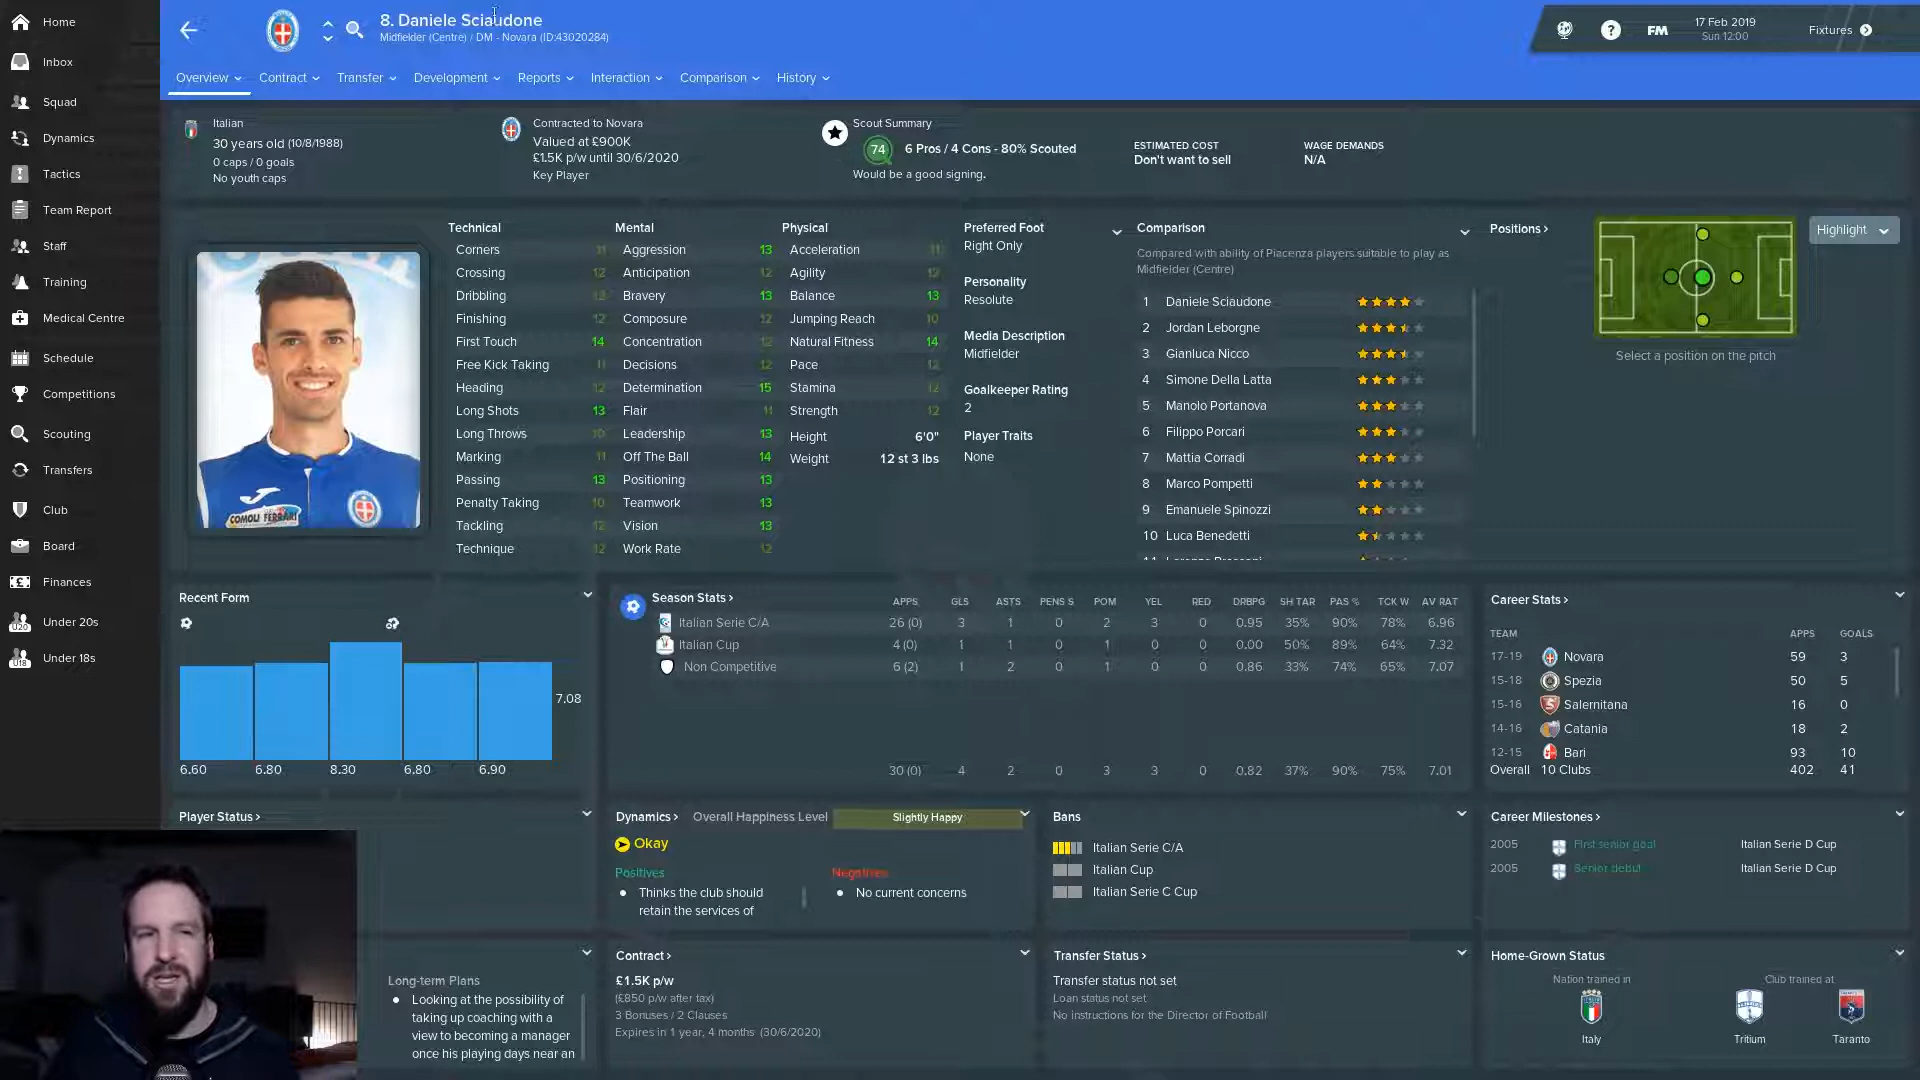 Home
Inbox
Squad
Dynamics
Tactics
Team Report
Staff
Training
Medical Centre
Schedule
Competitions
Scouting
Transfers
Club
Board
Finances
Under 20s
Under 18s
8. Daniele Sciaudone
Midfielder (Centre) / DM - Novara (ID:43020284)
FM
17 Feb 2019
Sun 12:00
Fixtures
Overview Contract Transfer Development Reports Interaction Comparison History
Italian
30 years old (10/8/1988)
0 caps / 0 goals
No youth caps
Contracted to Novara
Valued at £900K
£1.5K p/w until 30/6/2020
Key Player
Scout Summary
74 6 Pros / 4 Cons - 80% Scouted
Would be a good signing.
ESTIMATED COST
Don't want to sell
WAGE DEMANDS
N/A
COMOLI FERRARI
Technical
Corners 11
Crossing 12
Dribbling 12
Finishing 12
First Touch 14
Free Kick Taking 11
Heading 12
Long Shots 13
Long Throws 10
Marking 11
Passing 13
Penalty Taking 10
Tackling 12
Technique 12
Mental
Aggression 13
Anticipation 12
Bravery 13
Composure 12
Concentration 12
Decisions 12
Determination 15
Flair 11
Leadership 13
Off The Ball 14
Positioning 13
Teamwork 13
Vision 13
Work Rate 12
Physical
Acceleration 11
Agility 12
Balance 13
Jumping Reach 10
Natural Fitness 14
Pace 12
Stamina 12
Strength 12
Height 6'0"
Weight 12 st 3 lbs
Preferred Foot
Right Only
Personality
Resolute
Media Description
Midfielder
Goalkeeper Rating
2
Player Traits
None
Comparison
Compared with ability of Piacenza players suitable to play as
Midfielder (Centre)
1 Daniele Sciaudone
2 Jordan Leborgne
3 Gianluca Nicco
4 Simone Della Latta
5 Manolo Portanova
6 Filippo Porcari
7 Mattia Corradi
8 Marco Pompetti
9 Emanuele Spinozzi
10 Luca Benedetti
Positions
Highlight
Select a position on the pitch
Recent Form
7.08
6.60 6.80 8.30 6.80 6.90
Season Stats APPS GLS ASTS PENS S POM YEL RED DRBPG SH TAR PAS % TCK W AV RAT
Italian Serie C/A 26 (0) 3 1 0 2 3 0 0.95 35% 90% 78% 6.96
Italian Cup 4 (0) 1 1 0 1 0 0 0.00 50% 89% 64% 7.32
Non Competitive 6 (2) 1 2 0 1 0 0 0.86 33% 74% 65% 7.07
30 (0) 4 2 0 3 3 0 0.82 37% 90% 75% 7.01
Career Stats
TEAM APPS GOALS
17-19 Novara 59 3
15-18 Spezia 50 5
15-16 Salernitana 16 0
14-16 Catania 18 2
12-15 Bari 93 10
Overall 10 Clubs 402 41
Player Status
Long-term Plans
Looking at the possibility of
taking up coaching with a
view to becoming a manager
once his playing days near an
Dynamics Overall Happiness Level Slightly Happy
Okay
Positives
Thinks the club should
retain the services of
Negatives
No current concerns
Bans
Italian Serie C/A
Italian Cup
Italian Serie C Cup
Career Milestones
2005 First senior goal Italian Serie D Cup
2005 Senior debut Italian Serie D Cup
Contract
£1.5K p/w
(£850 p/w after tax)
3 Bonuses / 2 Clauses
Expires in 1 year, 4 months (30/6/2020)
Transfer Status
Transfer status not set
Loan status not set
No instructions for the Director of Football
Home-Grown Status
Nation trained in
Italy
Club trained at
Tritium Taranto